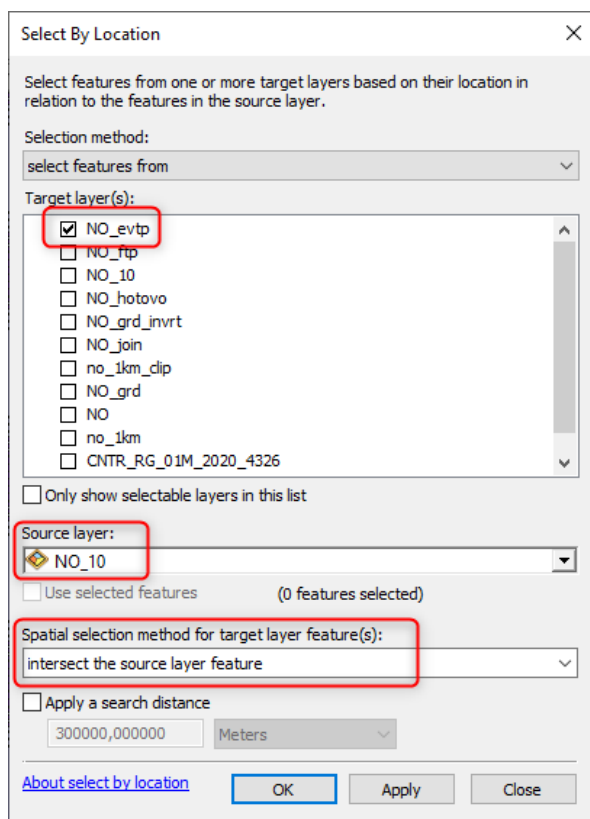 Select By Location
Select features from one or more target layers based on their location in
relation to the features in the source layer.
Selection method:
select features from
Target layer(s):
NO_evtp
NO_ftp
NO_10
NO_hotovo
NO_grd_invrt
NO_join
no_1km_clip
NO_grd
NO
no_1km
CNTR_RG_01M_2020_4326
Only show selectable layers in this list
Source layer:
NO_10
Use selected features (0 features selected)
Spatial selection method for target layer feature(s):
intersect the source layer feature
Apply a search distance
300000,000000 Meters
About select by location OK Apply Close